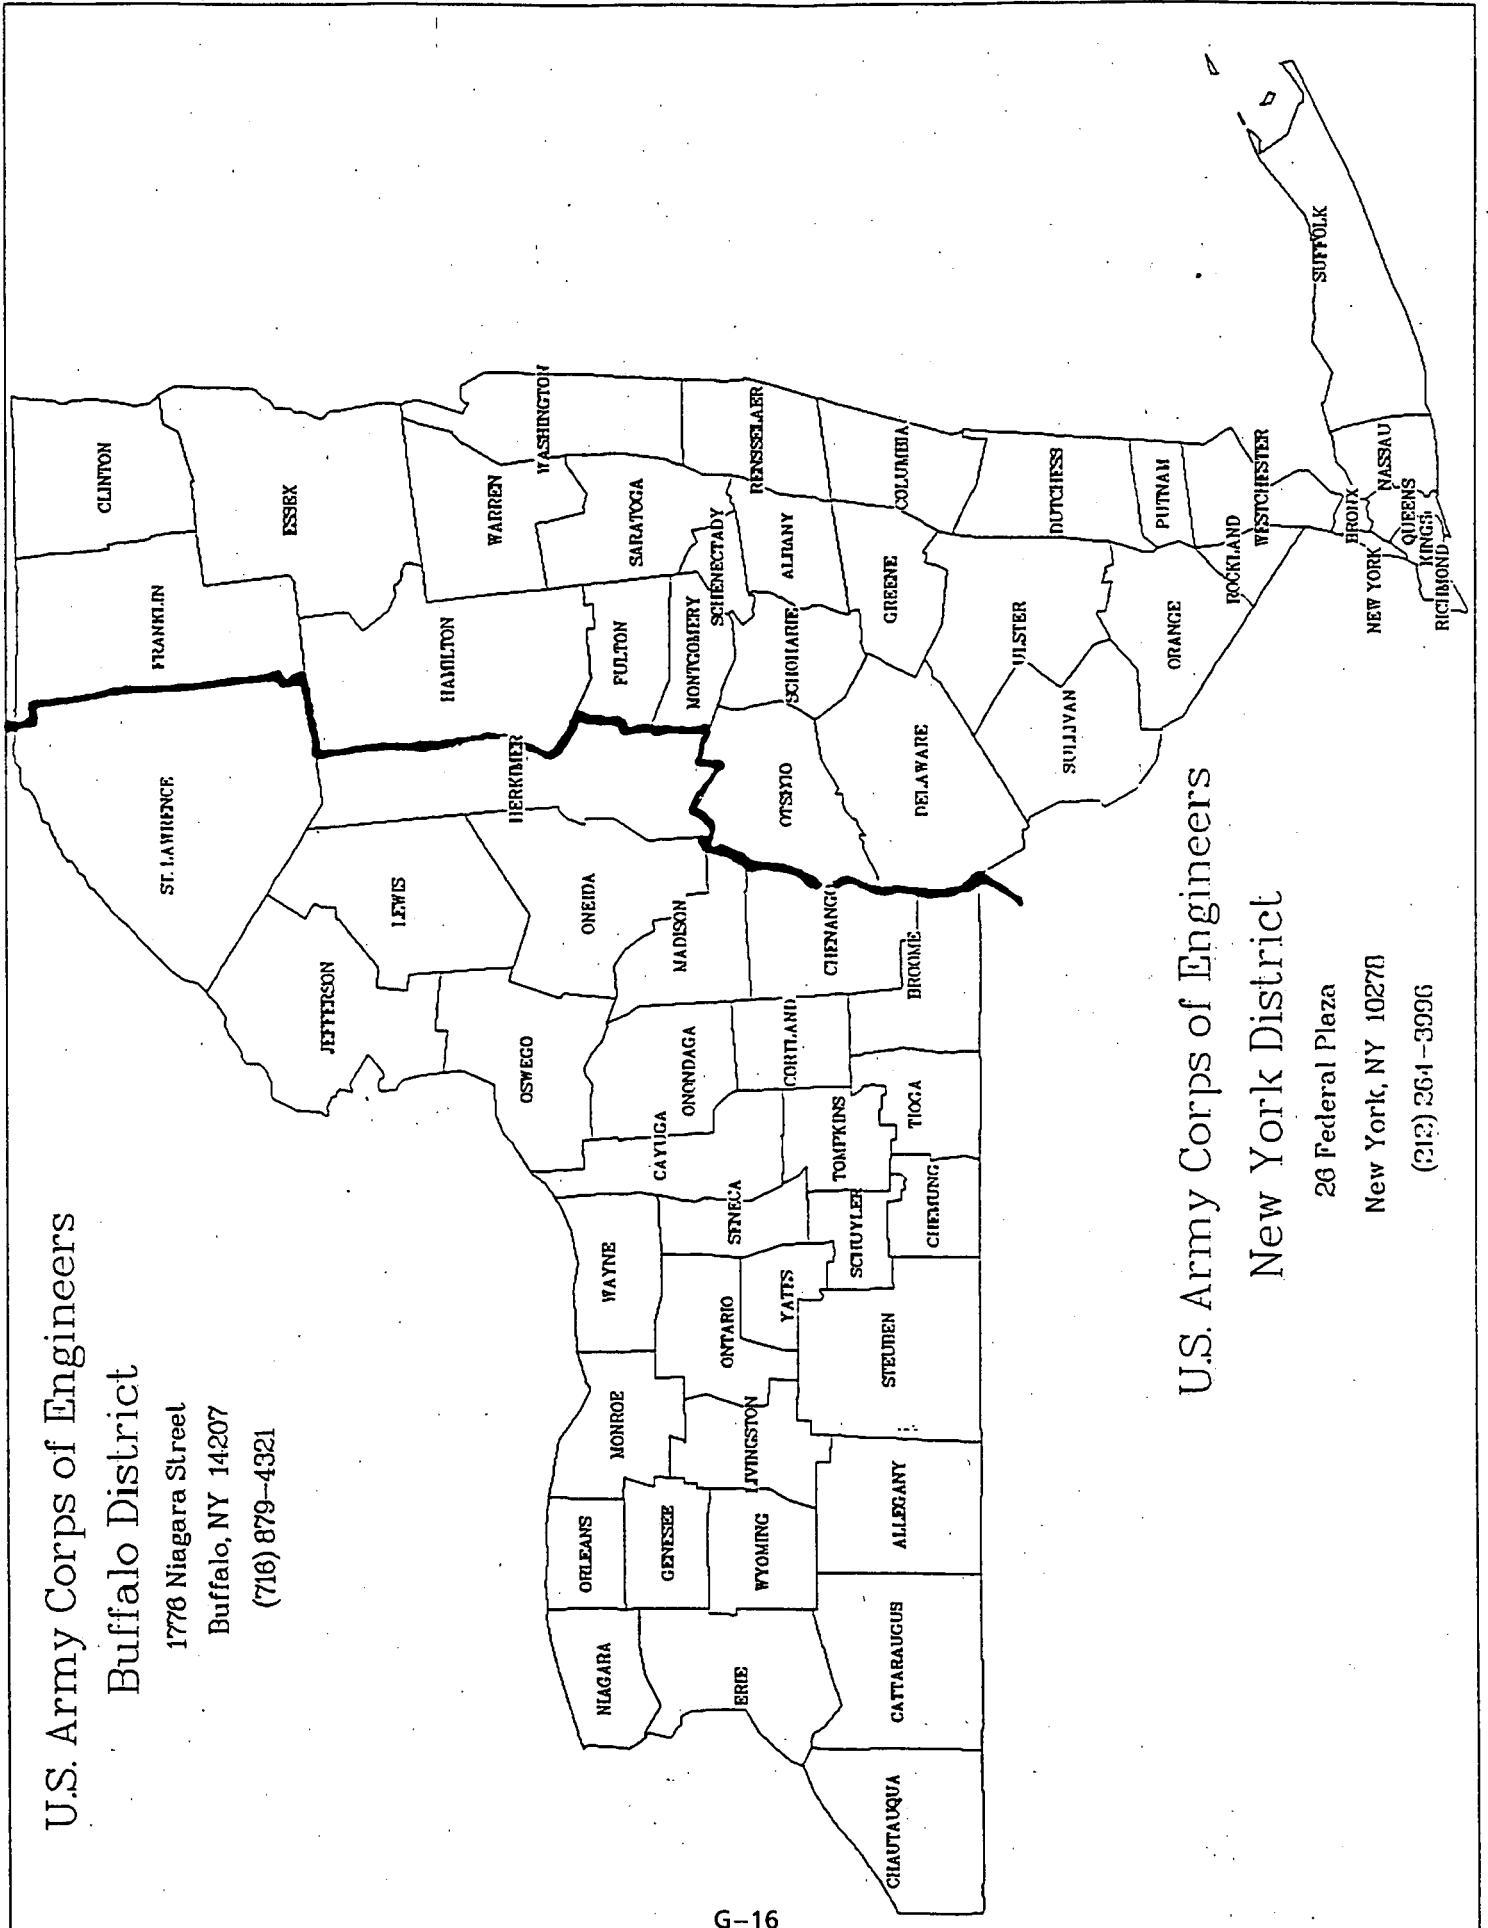 U.S. Army Corps of Engineers
Buffalo District
1776 Niagara Street
Buffalo, NY 14207
(716) 879-4321
CLINTON
FRANKLIN
ST. LAWRENCE
ESSEX
JEFFERSON
LEWIS
HAMILTON
HERKIMER
WARREN
WASHINGTON
OSWEGO
ONEIDA
FULTON
SARATOGA
NIAGARA
ORLEANS
MONROE
WAYNE
CAYUGA
ONONDAGA
MADISON
MONTGOMERY
SCHENECTADY
RENSSELAER
GENESEE
ERIE
WYOMING
LIVINGSTON
ONTARIO
YATES
SENECA
CORTLAND
CHENANGO
OTSEGO
SCHOHARIE
ALBANY
TOMPKINS
SCHUYLER
CHAUTAUQUA
CATTARAUGUS
ALLEGANY
STEUBEN
CHEMUNG
TIOGA
BROOME
DELAWARE
GREENE
COLUMBIA
ULSTER
DUTCHESS
SULLIVAN
ORANGE
PUTNAM
ROCKLAND
WESTCHESTER
SUFFOLK
NEW YORK
BRONX
NASSAU
QUEENS
KINGS
RICHMOND
U.S. Army Corps of Engineers
New York District
26 Federal Plaza
New York, NY 10278
(212) 264-3996
G-16